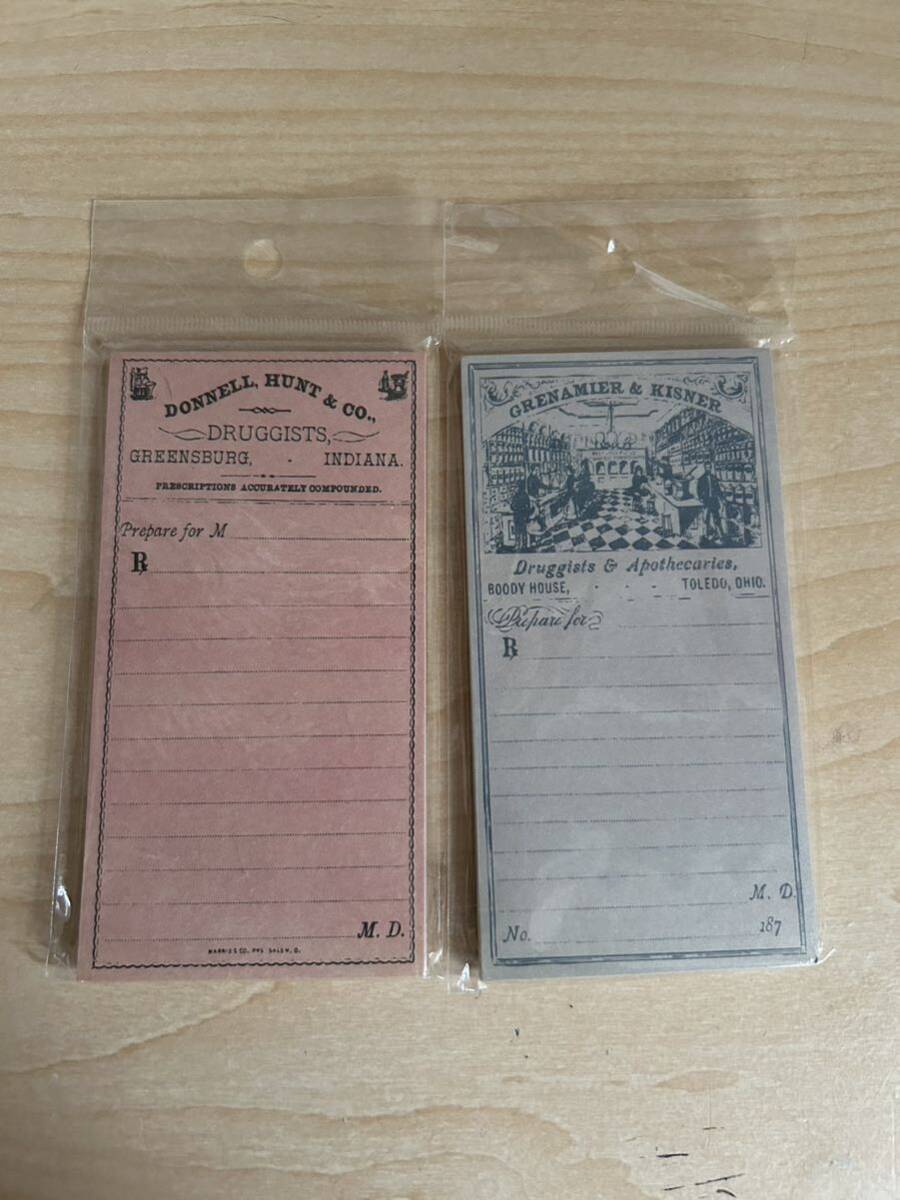 DONNELL, HUNT & CO.,
DRUGGISTS,
GREENSBURG, - INDIANA.
PRESCRIPTIONS ACCURATELY COMPOUNDED.
Prepare for M
℞
M. D.
SALEM, O.
GRENAMIER & KISNER
Druggists & Apothecaries,
BOODY HOUSE, - - - TOLEDO, OHIO.
Prepare for
℞
M. D.
No. 187